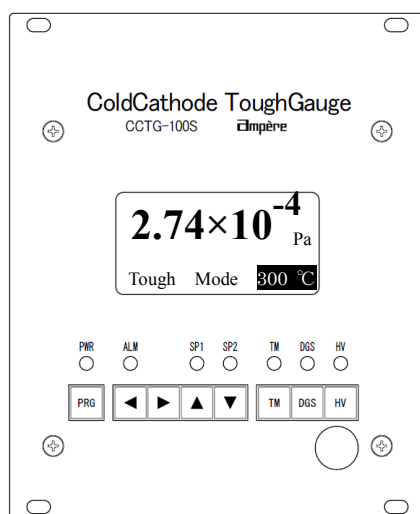 ColdCathode ToughGauge
CCTG-100S ampère
2.74×10-4
Pa
Tough Mode 300 ℃
PWR ALM SP1 SP2 TM DGS HV
PRG ◀ ▶ ▲ ▼ TM DGS HV